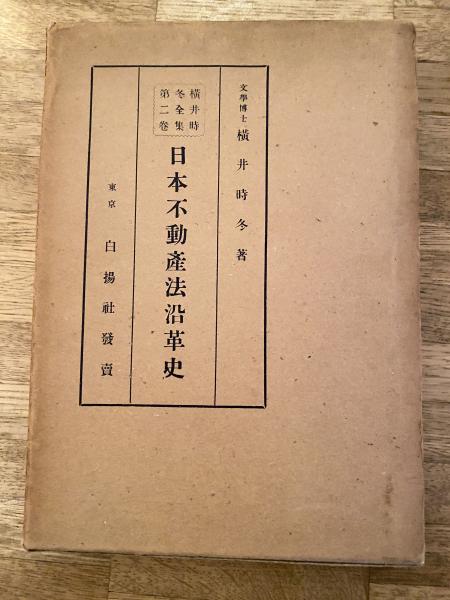 文學博士 橫井時冬著
橫井時
冬全集
第二卷
日本不動產法沿革史
東京 白揚社發賣